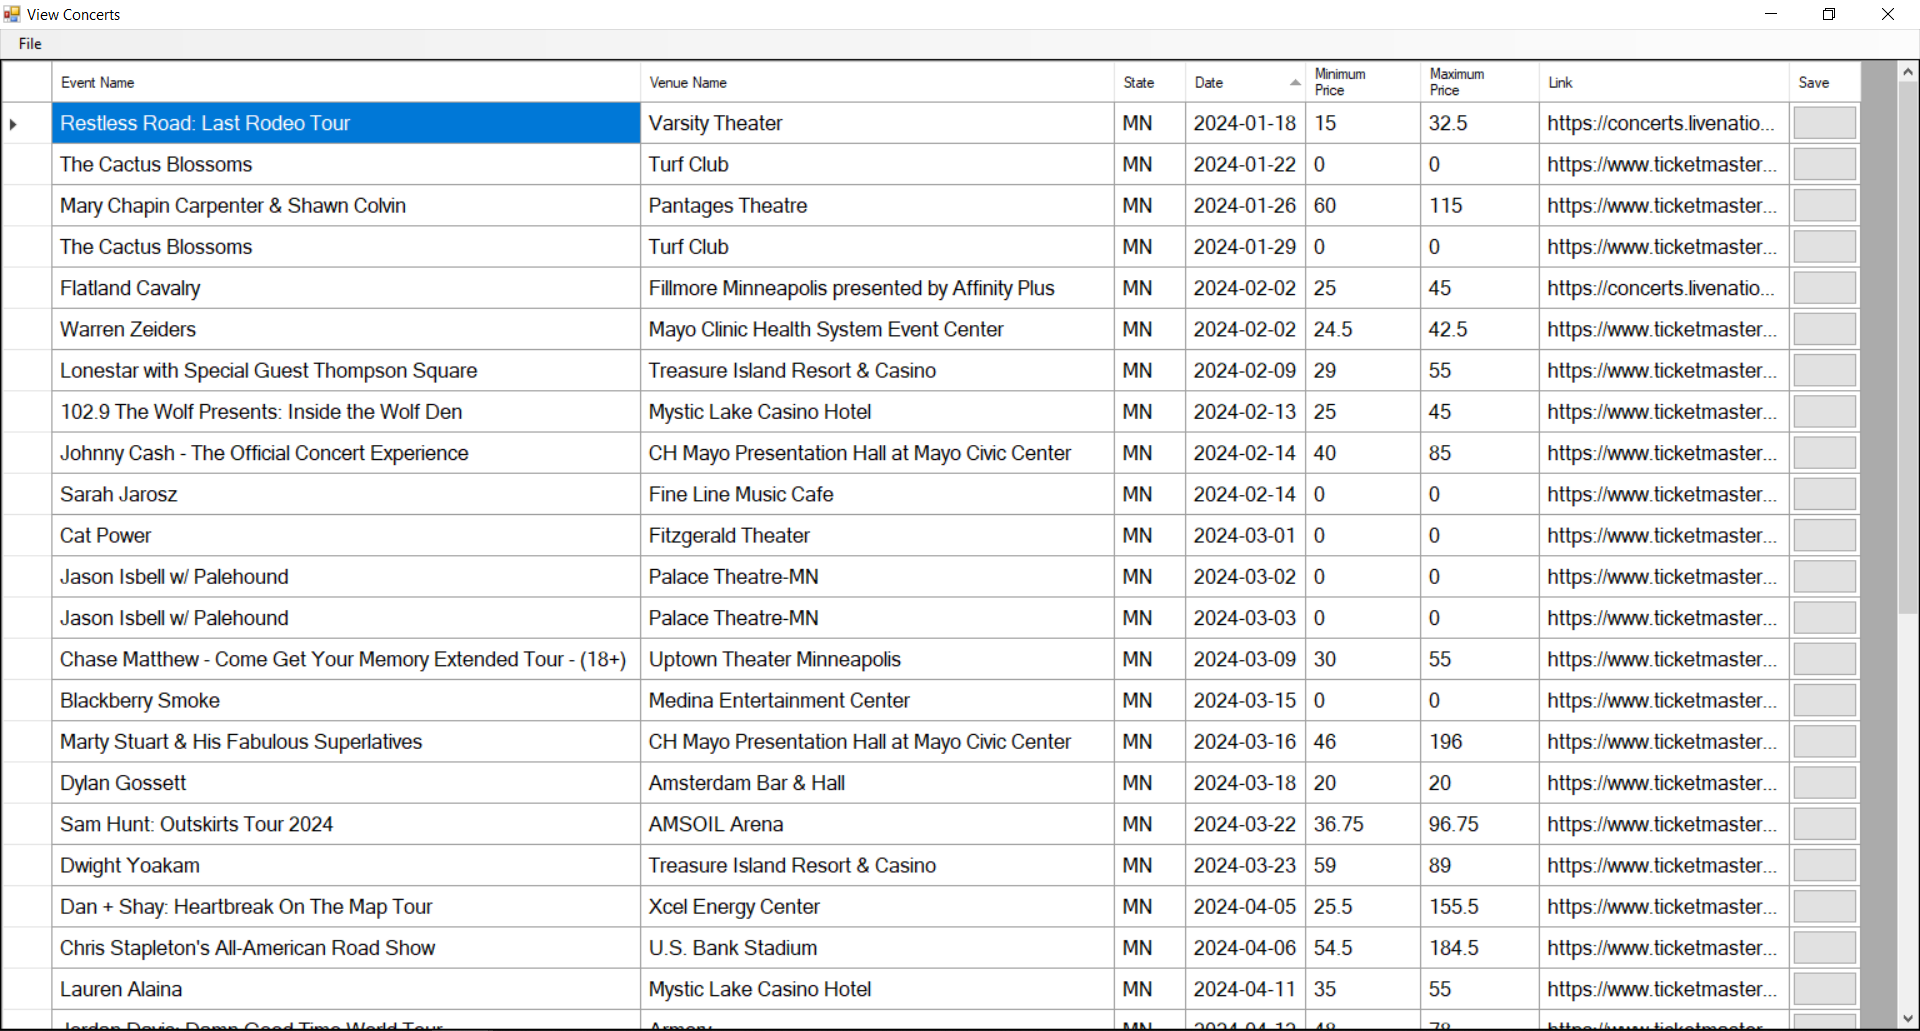 View Concerts
File
Event Name Venue Name State Date Minimum Price Maximum Price Link Save
Restless Road: Last Rodeo Tour Varsity Theater MN 2024-01-18 15 32.5 https://concerts.livenatio...
The Cactus Blossoms Turf Club MN 2024-01-22 0 0 https://www.ticketmaster...
Mary Chapin Carpenter & Shawn Colvin Pantages Theatre MN 2024-01-26 60 115 https://www.ticketmaster...
The Cactus Blossoms Turf Club MN 2024-01-29 0 0 https://www.ticketmaster...
Flatland Cavalry Fillmore Minneapolis presented by Affinity Plus MN 2024-02-02 25 45 https://concerts.livenatio...
Warren Zeiders Mayo Clinic Health System Event Center MN 2024-02-02 24.5 42.5 https://www.ticketmaster...
Lonestar with Special Guest Thompson Square Treasure Island Resort & Casino MN 2024-02-09 29 55 https://www.ticketmaster...
102.9 The Wolf Presents: Inside the Wolf Den Mystic Lake Casino Hotel MN 2024-02-13 25 45 https://www.ticketmaster...
Johnny Cash - The Official Concert Experience CH Mayo Presentation Hall at Mayo Civic Center MN 2024-02-14 40 85 https://www.ticketmaster...
Sarah Jarosz Fine Line Music Cafe MN 2024-02-14 0 0 https://www.ticketmaster...
Cat Power Fitzgerald Theater MN 2024-03-01 0 0 https://www.ticketmaster...
Jason Isbell w/ Palehound Palace Theatre-MN MN 2024-03-02 0 0 https://www.ticketmaster...
Jason Isbell w/ Palehound Palace Theatre-MN MN 2024-03-03 0 0 https://www.ticketmaster...
Chase Matthew - Come Get Your Memory Extended Tour - (18+) Uptown Theater Minneapolis MN 2024-03-09 30 55 https://www.ticketmaster...
Blackberry Smoke Medina Entertainment Center MN 2024-03-15 0 0 https://www.ticketmaster...
Marty Stuart & His Fabulous Superlatives CH Mayo Presentation Hall at Mayo Civic Center MN 2024-03-16 46 196 https://www.ticketmaster...
Dylan Gossett Amsterdam Bar & Hall MN 2024-03-18 20 20 https://www.ticketmaster...
Sam Hunt: Outskirts Tour 2024 AMSOIL Arena MN 2024-03-22 36.75 96.75 https://www.ticketmaster...
Dwight Yoakam Treasure Island Resort & Casino MN 2024-03-23 59 89 https://www.ticketmaster...
Dan + Shay: Heartbreak On The Map Tour Xcel Energy Center MN 2024-04-05 25.5 155.5 https://www.ticketmaster...
Chris Stapleton's All-American Road Show U.S. Bank Stadium MN 2024-04-06 54.5 184.5 https://www.ticketmaster...
Lauren Alaina Mystic Lake Casino Hotel MN 2024-04-11 35 55 https://www.ticketmaster...